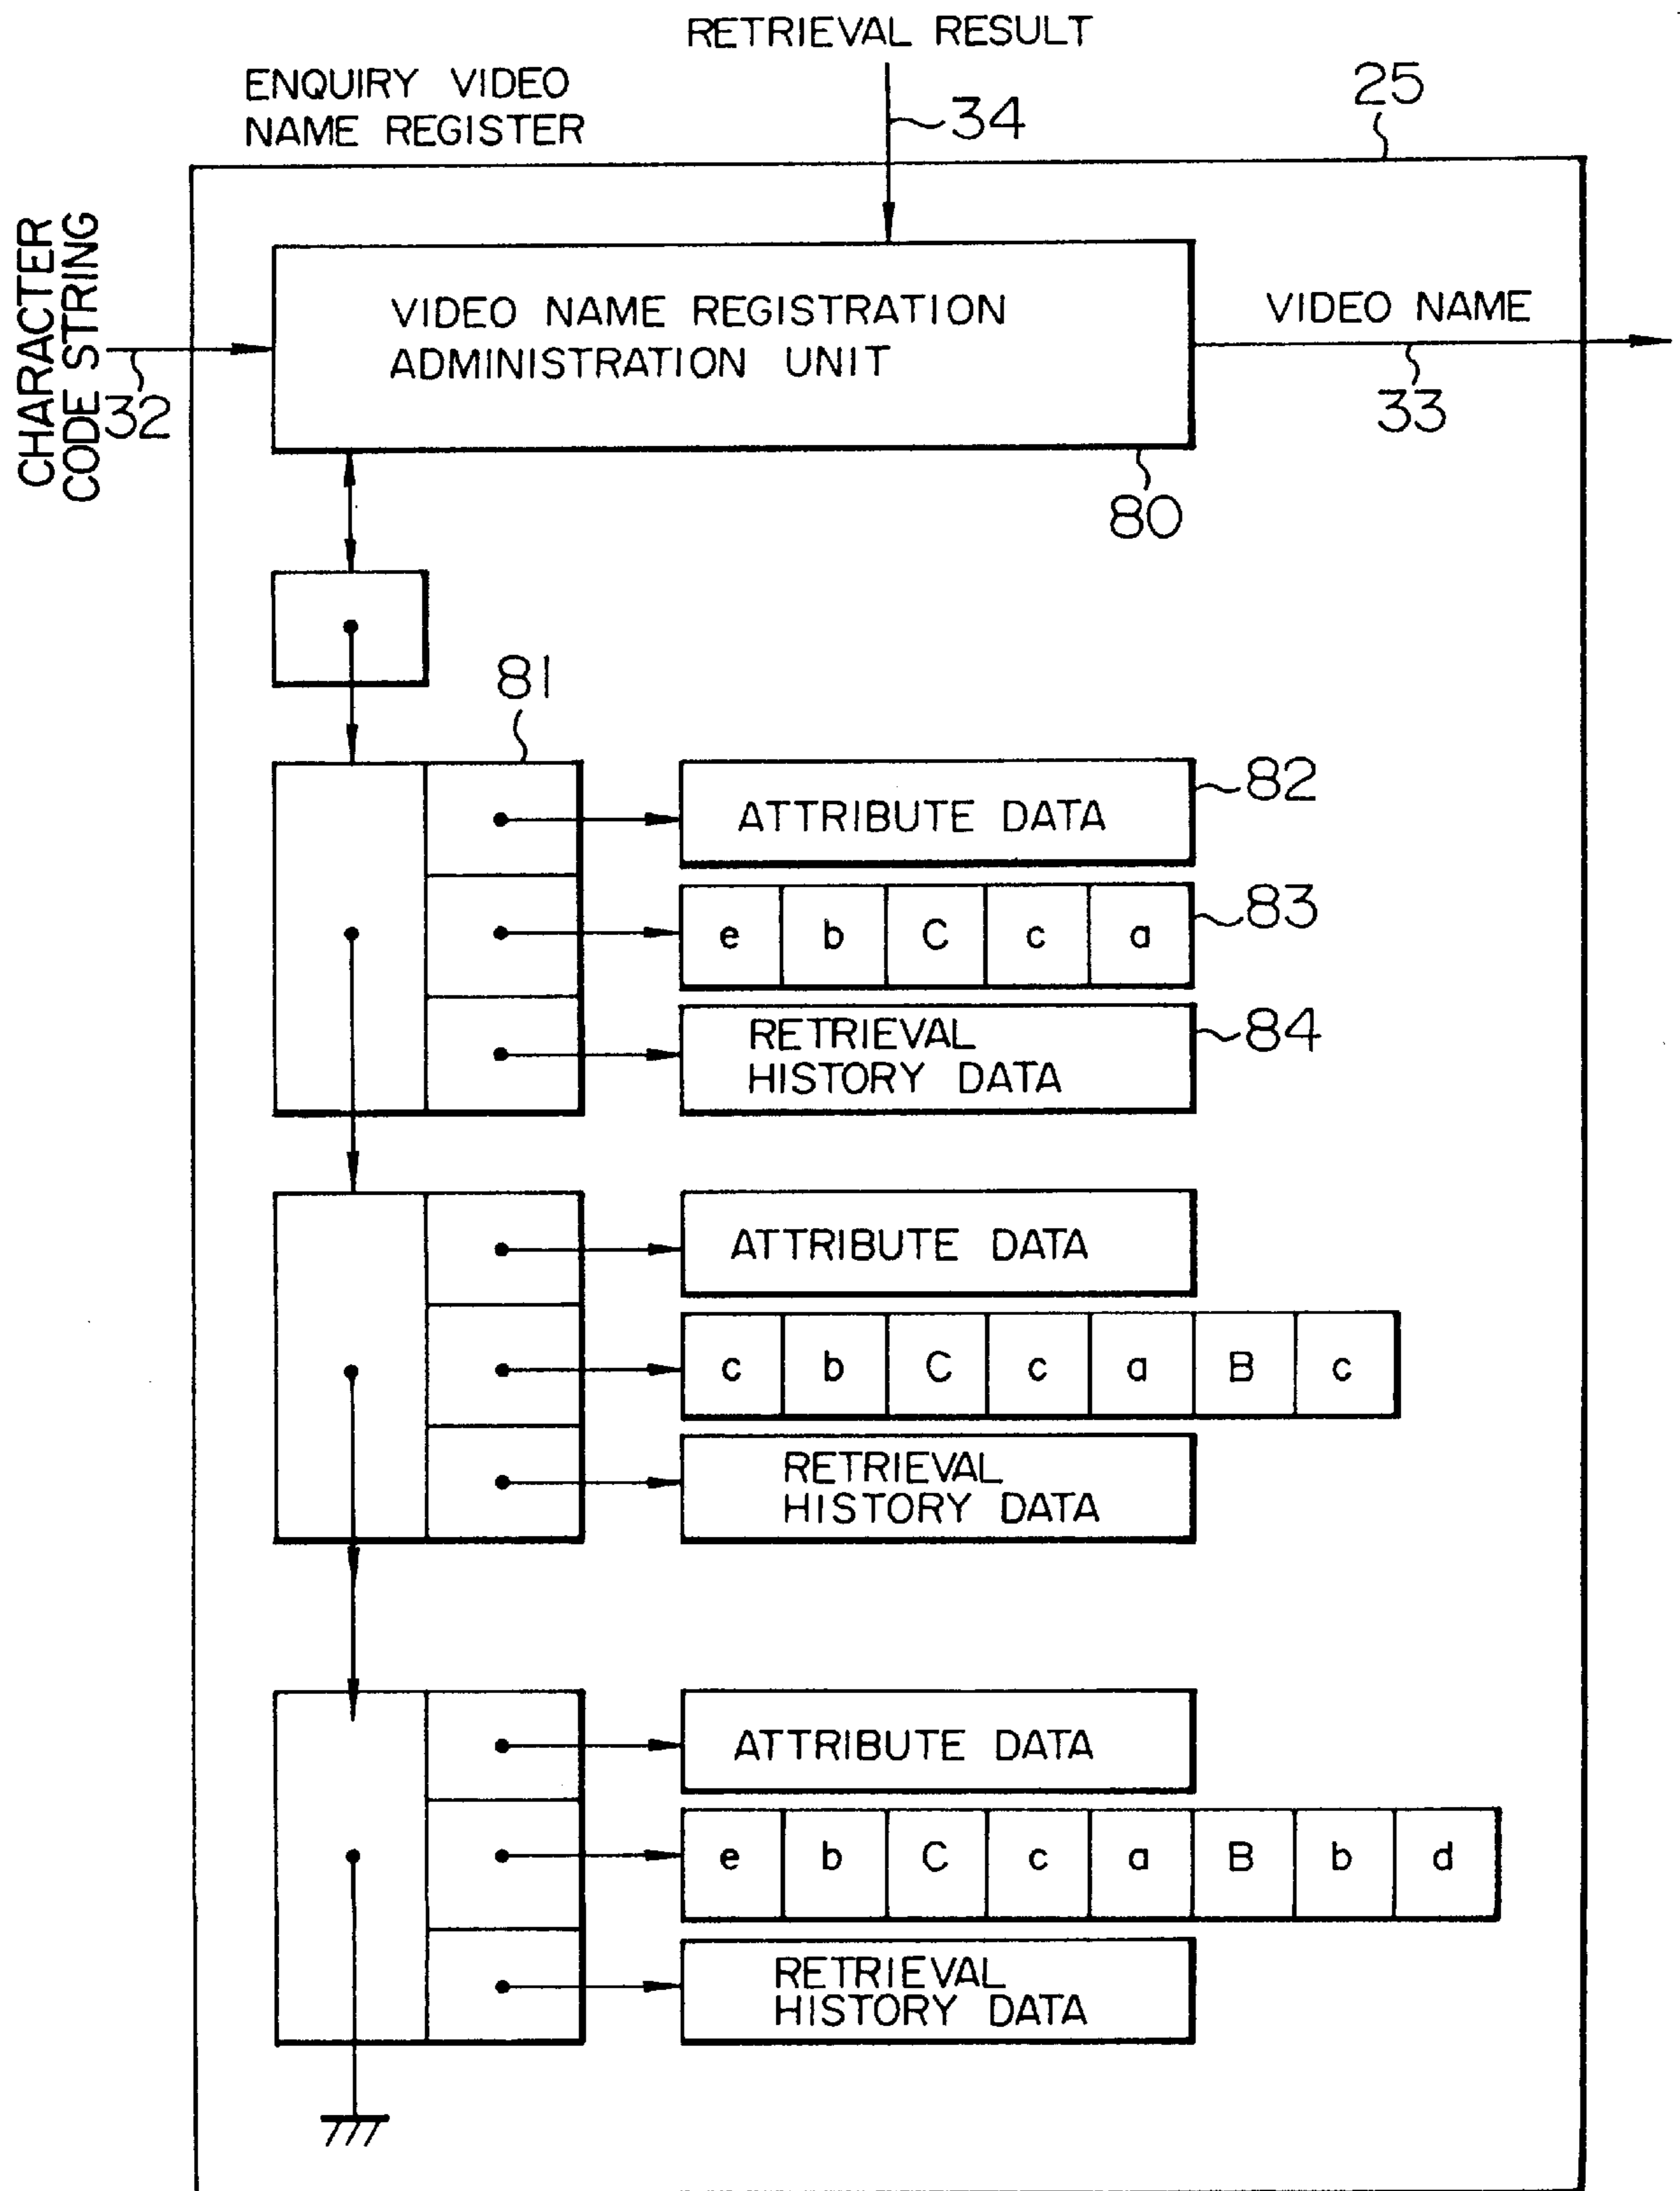 RETRIEVAL RESULT
ENQUIRY VIDEO
NAME REGISTER
25
34
CHARACTER
CODE STRING
32
VIDEO NAME REGISTRATION
ADMINISTRATION UNIT
VIDEO NAME
33
80
81
ATTRIBUTE DATA
82
e b C c a
83
RETRIEVAL
HISTORY DATA
84
ATTRIBUTE DATA
c b C c a B c
RETRIEVAL
HISTORY DATA
ATTRIBUTE DATA
e b C c a B b d
RETRIEVAL
HISTORY DATA